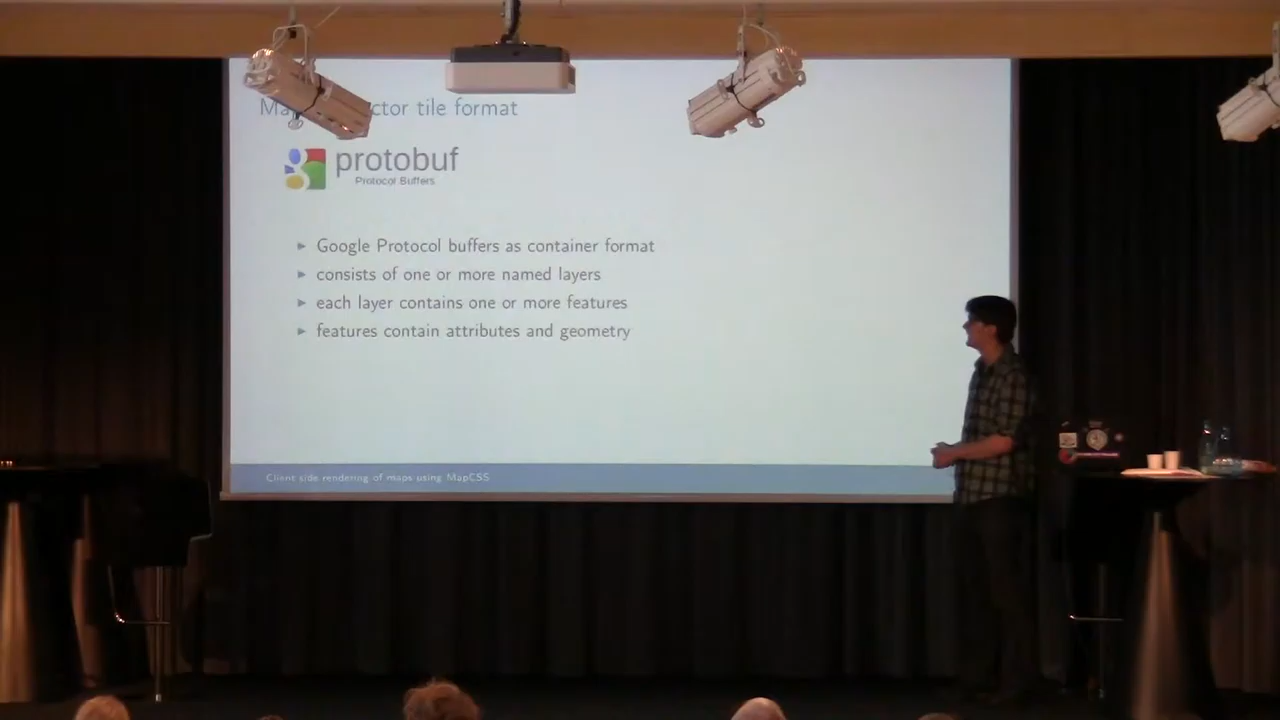 Ma ctor tile format
protobuf
Protocol Buffers
► Google Protocol buffers as container format
► consists of one or more named layers
► each layer contains one or more features
► features contain attributes and geometry
Client side rendering of maps using MapCSS